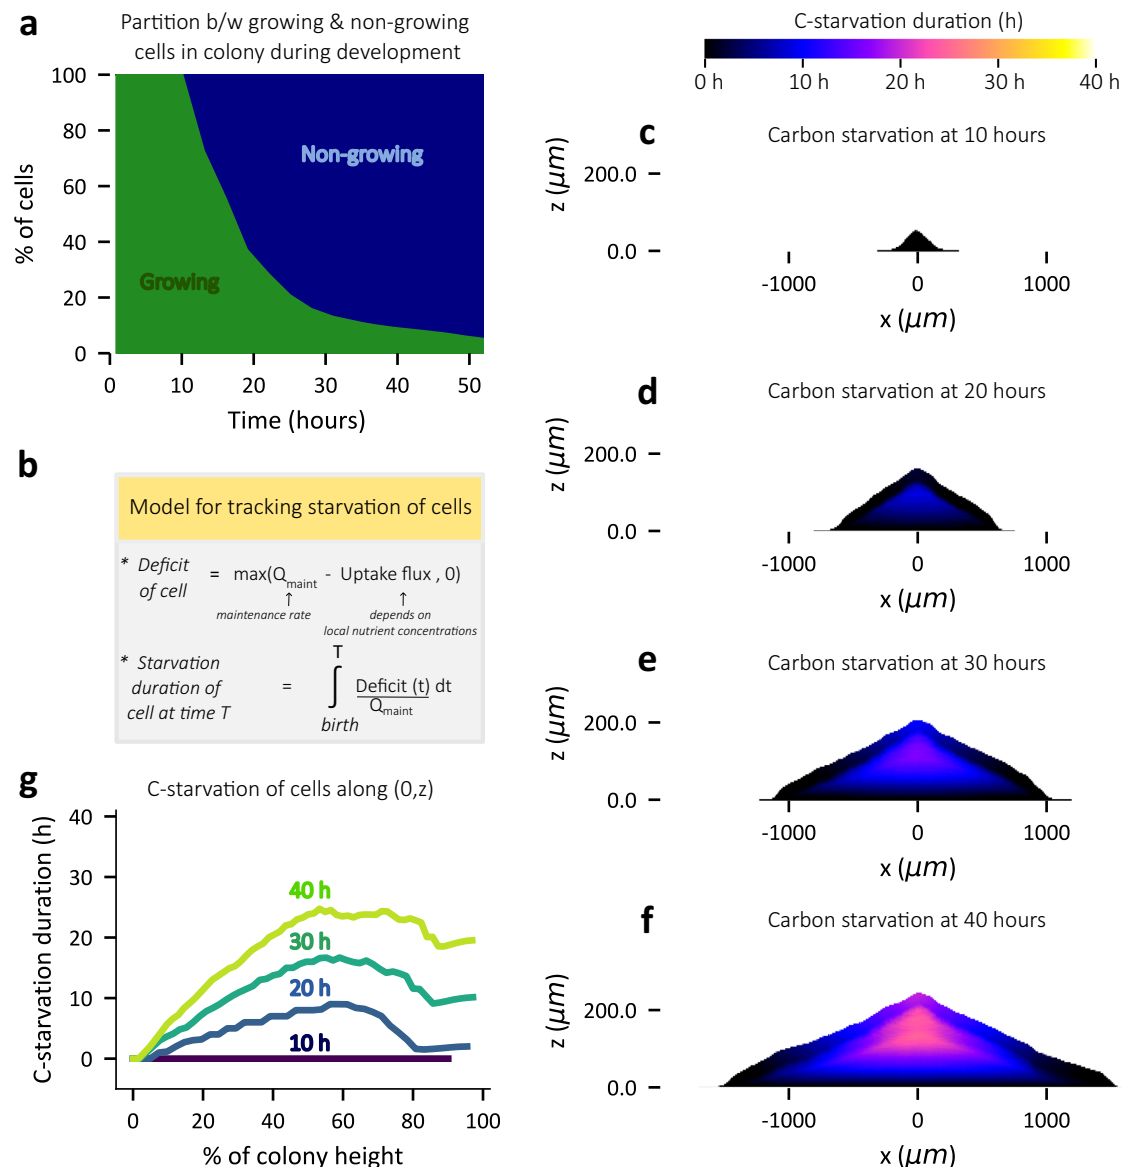 a
Partition b/w growing & non-growing
cells in colony during development
100
80
60
40
20
0
% of cells
Non-growing
Growing
0 10 20 30 40 50
Time (hours)
b
Model for tracking starvation of cells
* Deficit
of cell
= max(Qmaint - Uptake flux , 0)
↑ ↑
maintenance rate
depends on
local nutrient concentrations
* Starvation
duration of
cell at time T
=
T
∫
birth
Deficit (t) dt
Qmaint
g
C-starvation of cells along (0,z)
40
30
20
10
0
C-starvation duration (h)
40 h
30 h
20 h
10 h
0 20 40 60 80 100
% of colony height
C-starvation duration (h)
0 h 10 h 20 h 30 h 40 h
c
Carbon starvation at 10 hours
z (μm)
200.0
0.0
-1000 0 1000
x (μm)
d
Carbon starvation at 20 hours
z (μm)
200.0
0.0
-1000 0 1000
x (μm)
e
Carbon starvation at 30 hours
z (μm)
200.0
0.0
-1000 0 1000
x (μm)
f
Carbon starvation at 40 hours
z (μm)
200.0
0.0
-1000 0 1000
x (μm)